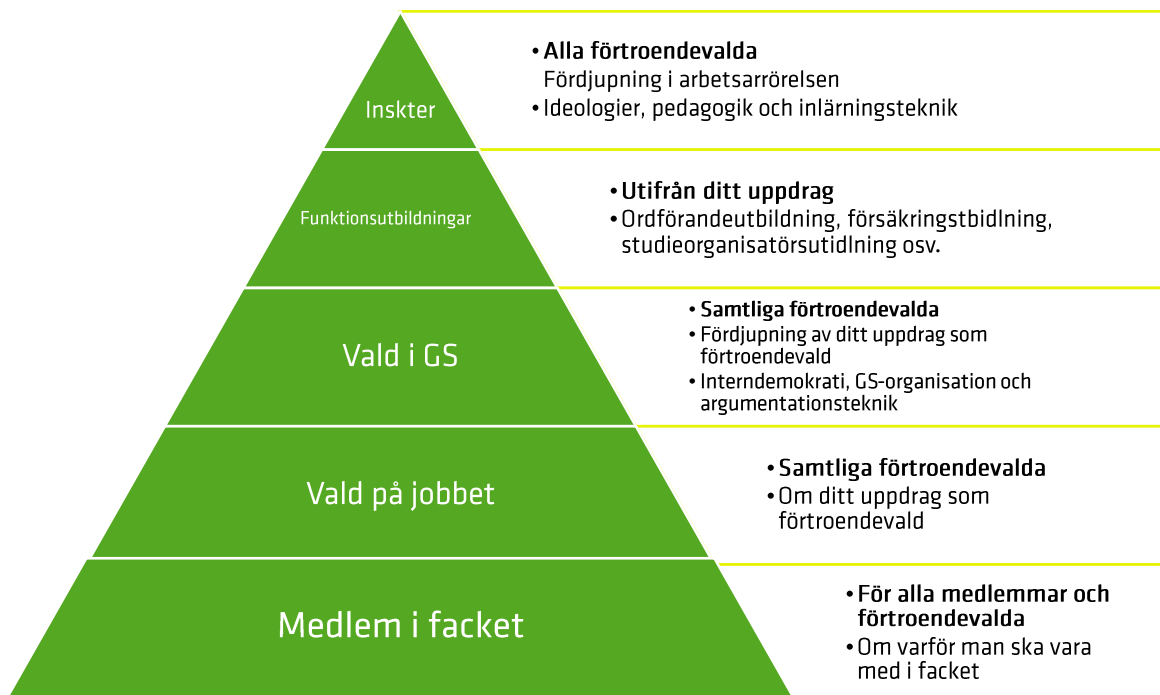 Inskter
• Alla förtroendevalda
Fördjupning i arbetsarrörelsen
• Ideologier, pedagogik och inlärningsteknik
Funktionsutbildningar
• Utifrån ditt uppdrag
• Ordförandeutbildning, försäkringstbidlning,
studieorganisatörsutidlning osv.
Vald i GS
• Samtliga förtroendevalda
• Fördjupning av ditt uppdrag som
förtroendevald
• Interndemokrati, GS-organisation och
argumentationsteknik
Vald på jobbet
• Samtliga förtroendevalda
• Om ditt uppdrag som
förtroendevald
Medlem i facket
• För alla medlemmar och
förtroendevalda
• Om varför man ska vara
med i facket